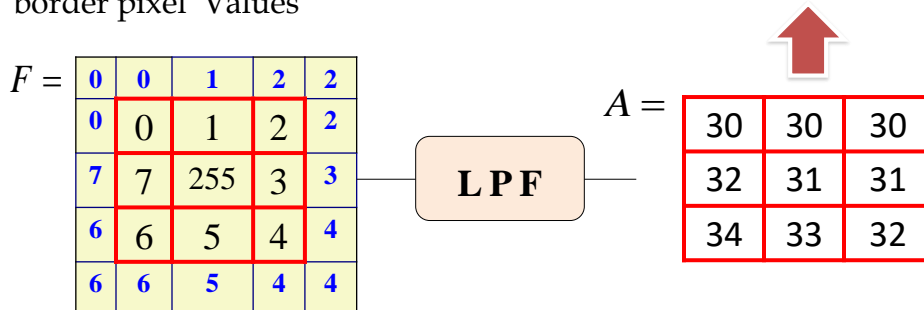 border pixel Values
F = 0 0 1 2 2
0 0 1 2 2
7 7 255 3 3
6 6 5 4 4
6 6 5 4 4
LPF
A =
30 30 30
32 31 31
34 33 32